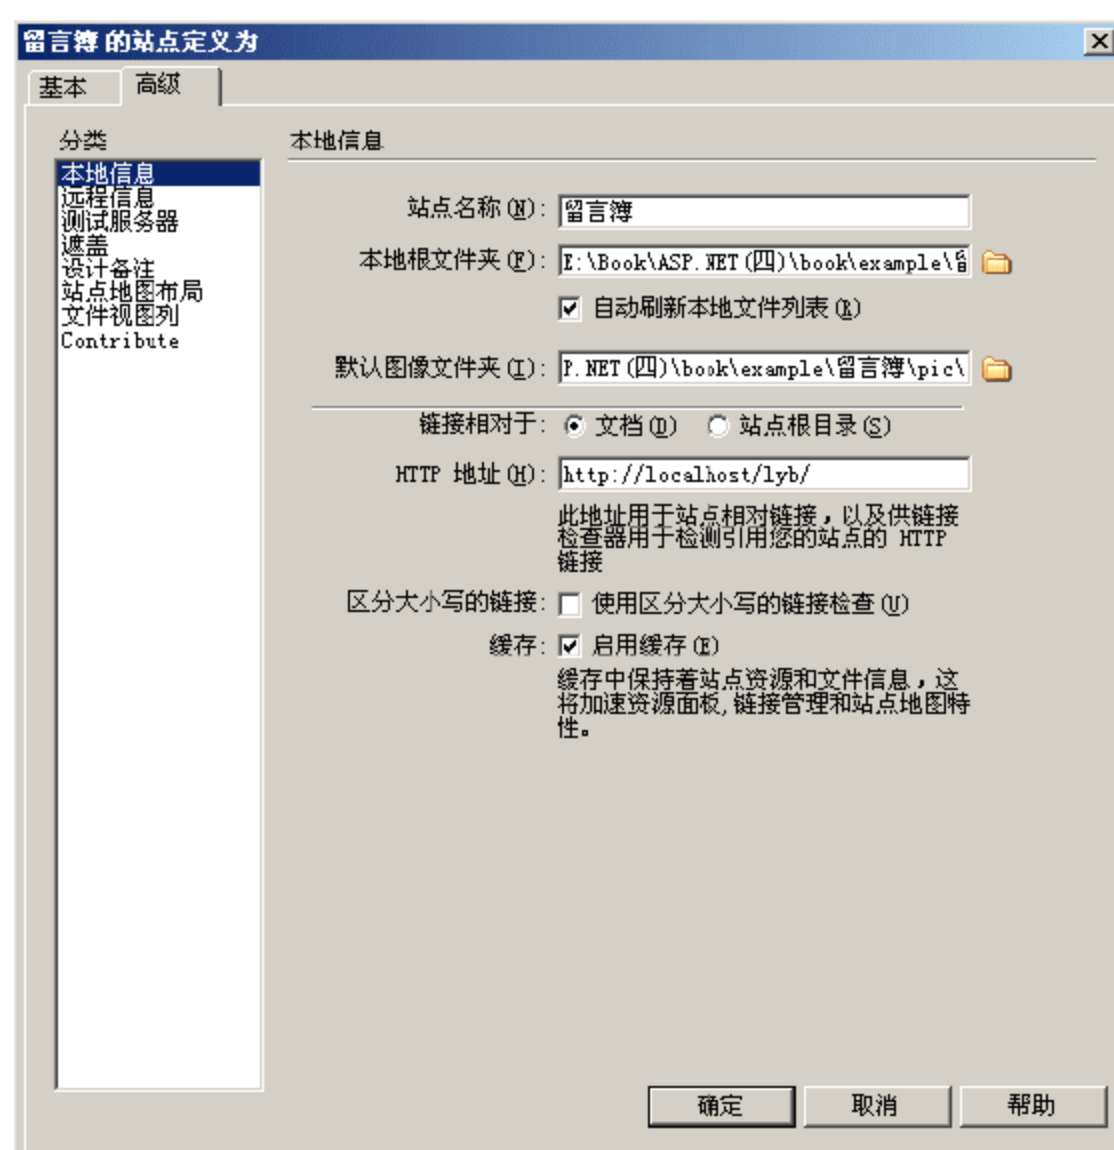 留言簿 的站点定义为
基本 高级
分类
本地信息
远程信息
测试服务器
遮盖
设计备注
站点地图布局
文件视图列
Contribute
本地信息
站点名称(N): 留言簿
本地根文件夹(F): E:\Book\ASP.NET(四)\book\example\留
自动刷新本地文件列表(R)
默认图像文件夹(I): P.NET(四)\book\example\留言簿\pic\
链接相对于: 文档(D) 站点根目录(S)
HTTP 地址(H): http://localhost/lyb/
此地址用于站点相对链接，以及供链接
检查器用于检测引用您的站点的 HTTP
链接
区分大小写的链接: 使用区分大小写的链接检查(U)
缓存: 启用缓存(E)
缓存中保持着站点资源和文件信息，这
将加速资源面板,链接管理和站点地图特
性。
确定 取消 帮助